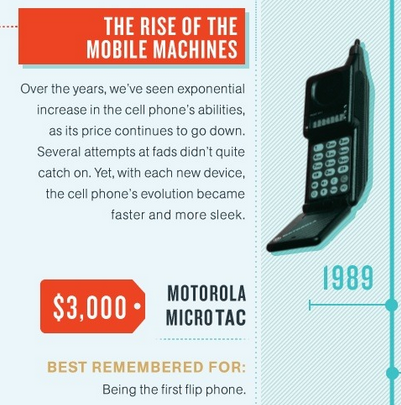 THE RISE OF THE
MOBILE MACHINES
Over the years, we've seen exponential
increase in the cell phone's abilities,
as its price continues to go down.
Several attempts at fads didn't quite
catch on. Yet, with each new device,
the cell phone's evolution became
faster and more sleek.
1989
$3,000
MOTOROLA
MICROTAC
BEST REMEMBERED FOR:
Being the first flip phone.